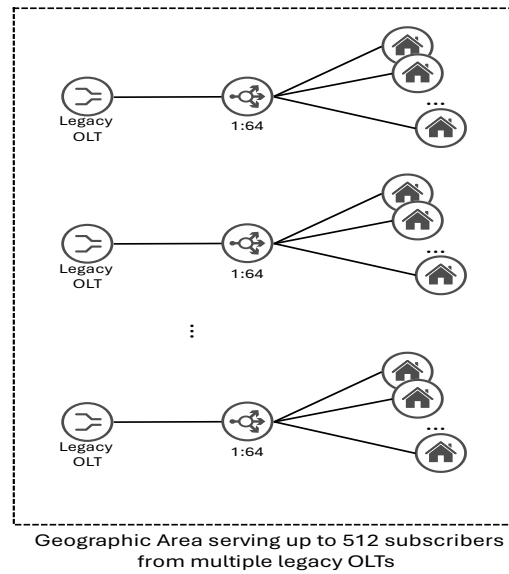 ...
Legacy
OLT
1:64
...
Legacy
OLT
1:64
...
Legacy
OLT
1:64
...
Geographic Area serving up to 512 subscribers
from multiple legacy OLTs